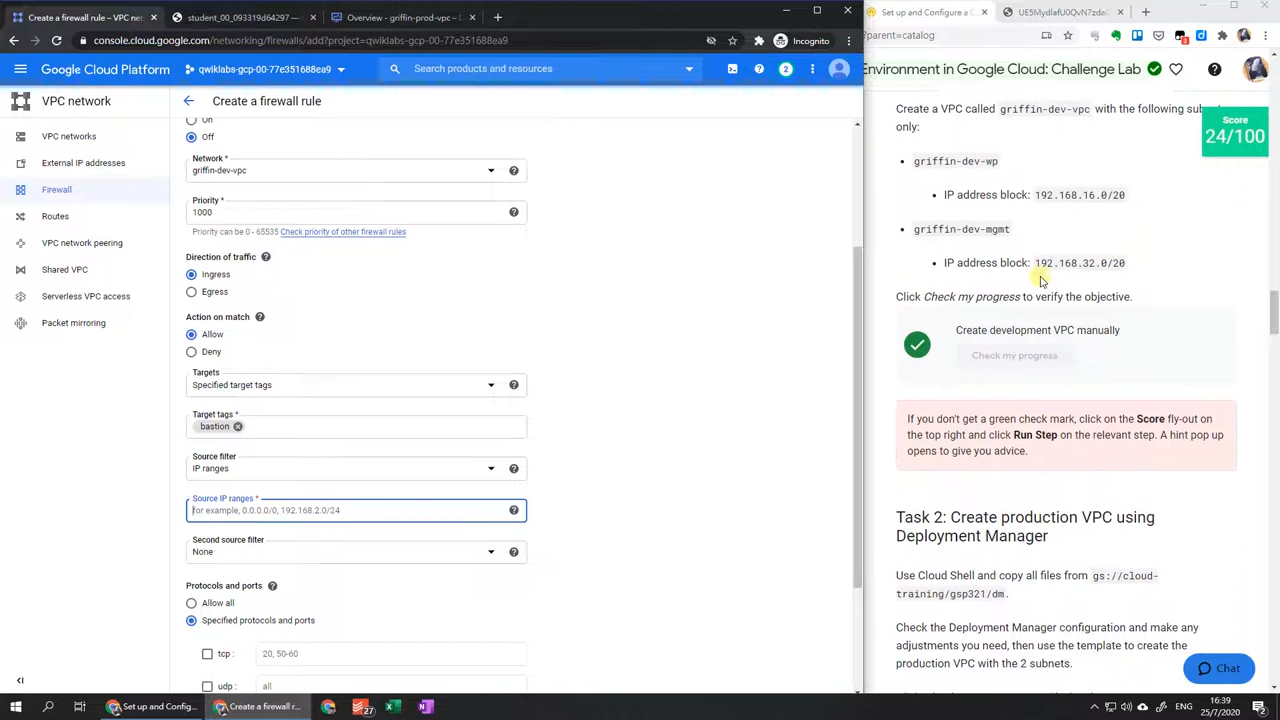 Create a firewall rule – VPC net
student_00_03d919d64297 –
Overview - griffin-prod-vpc –
Set up and Configure a C
console.cloud.google.com/networking/firewalls/add?project=qwiklabs-gcp-00-77e351688ea9
Incognito
?parent=catalog
Google Cloud Platform
qwiklabs-gcp-00-77e351688ea9
Search products and resources
2
Environment in Google Cloud: Challenge Lab
VPC network
Create a firewall rule
VPC networks
External IP addresses
Firewall
Routes
VPC network peering
Shared VPC
Serverless VPC access
Packet mirroring
On
Off
Network *
griffin-dev-vpc
Priority *
1000
Priority can be 0 - 65535 Check priority of other firewall rules
Direction of traffic
Ingress
Egress
Action on match
Allow
Deny
Targets
Specified target tags
Target tags *
bastion
Source filter
IP ranges
Source IP ranges *
for example, 0.0.0.0/0, 192.168.2.0/24
Second source filter
None
Protocols and ports
Allow all
Specified protocols and ports
tcp :
20, 50-60
udp :
all
Create a VPC called griffin-dev-vpc with the following su
only:
Score
24/100
griffin-dev-wp
IP address block: 192.168.16.0/20
griffin-dev-mgmt
IP address block: 192.168.32.0/20
Click Check my progress to verify the objective.
Create development VPC manually
Check my progress
If you don't get a green check mark, click on the Score fly-out on
the top right and click Run Step on the relevant step. A hint pop up
opens to give you advice.
Task 2: Create production VPC using
Deployment Manager
Use Cloud Shell and copy all files from gs://cloud-
training/gsp321/dm.
Check the Deployment Manager configuration and make any
adjustments you need, then use the template to create the
production VPC with the 2 subnets.
Chat
Set up and Config...
Create a firewall r...
27
ENG
16:39
25/7/2020